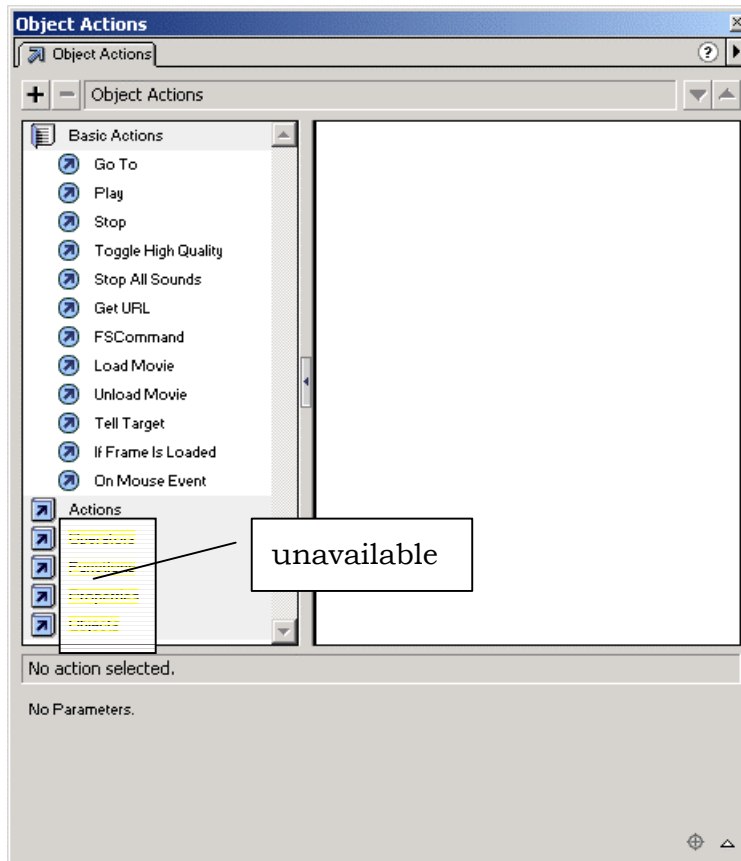 Object Actions
Object Actions
?
+ − Object Actions
Basic Actions
Go To
Play
Stop
Toggle High Quality
Stop All Sounds
Get URL
FSCommand
Load Movie
Unload Movie
Tell Target
If Frame Is Loaded
On Mouse Event
Actions
unavailable
No action selected.
No Parameters.